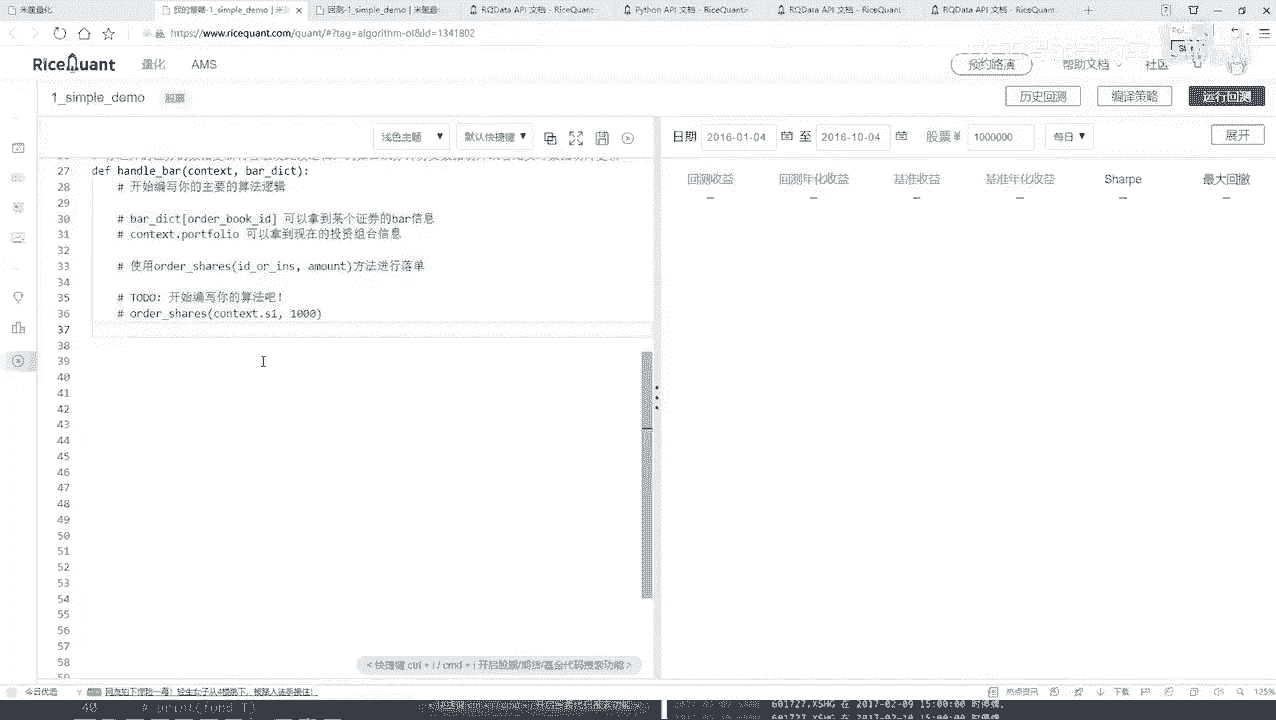 米筐量化
我的策略-1_simple_demo | 米筐
回测-1_simple_demo | 米筐量
RQData API 文档 - RiceQuant
Python API 文档 - RiceQuant
RQData API 文档 - RiceQuant
RQData API 文档 - RiceQuant
https://www.ricequant.com/quant/#?tag=algorithm-ol&id=1341802
RiceQuant 量化 AMS 预约路演 帮助文档 社区
1_simple_demo 股票 历史回测 编译策略 运行回测
浅色主题 默认快捷键
日期 2016-01-04 至 2016-10-04 股票¥ 1000000 每日 展开
回测收益 回测年化收益 基准收益 基准年化收益 Sharpe 最大回撤
— — — — — —
27 def handle_bar(context, bar_dict):
28 # 开始编写你的主要的算法逻辑
29
30 # bar_dict[order_book_id] 可以拿到某个证券的bar信息
31 # context.portfolio 可以拿到现在的投资组合信息
32
33 # 使用order_shares(id_or_ins, amount)方法进行落单
34
35 # TODO: 开始编写你的算法吧!
36 # order_shares(context.s1, 1000)
37
38
39
40
41
42
43
44
45
46
47
48
49
50
51
52
53
54
55
56
57
58
< 快捷键 ctrl + i / cmd + i 开启股票/期货/基金代码搜索功能 >
今日优选
热点资讯 下载 125%
40 # print(fund_T)
601727.XSHG 在 2017-02-09 15:00:00 时停牌.